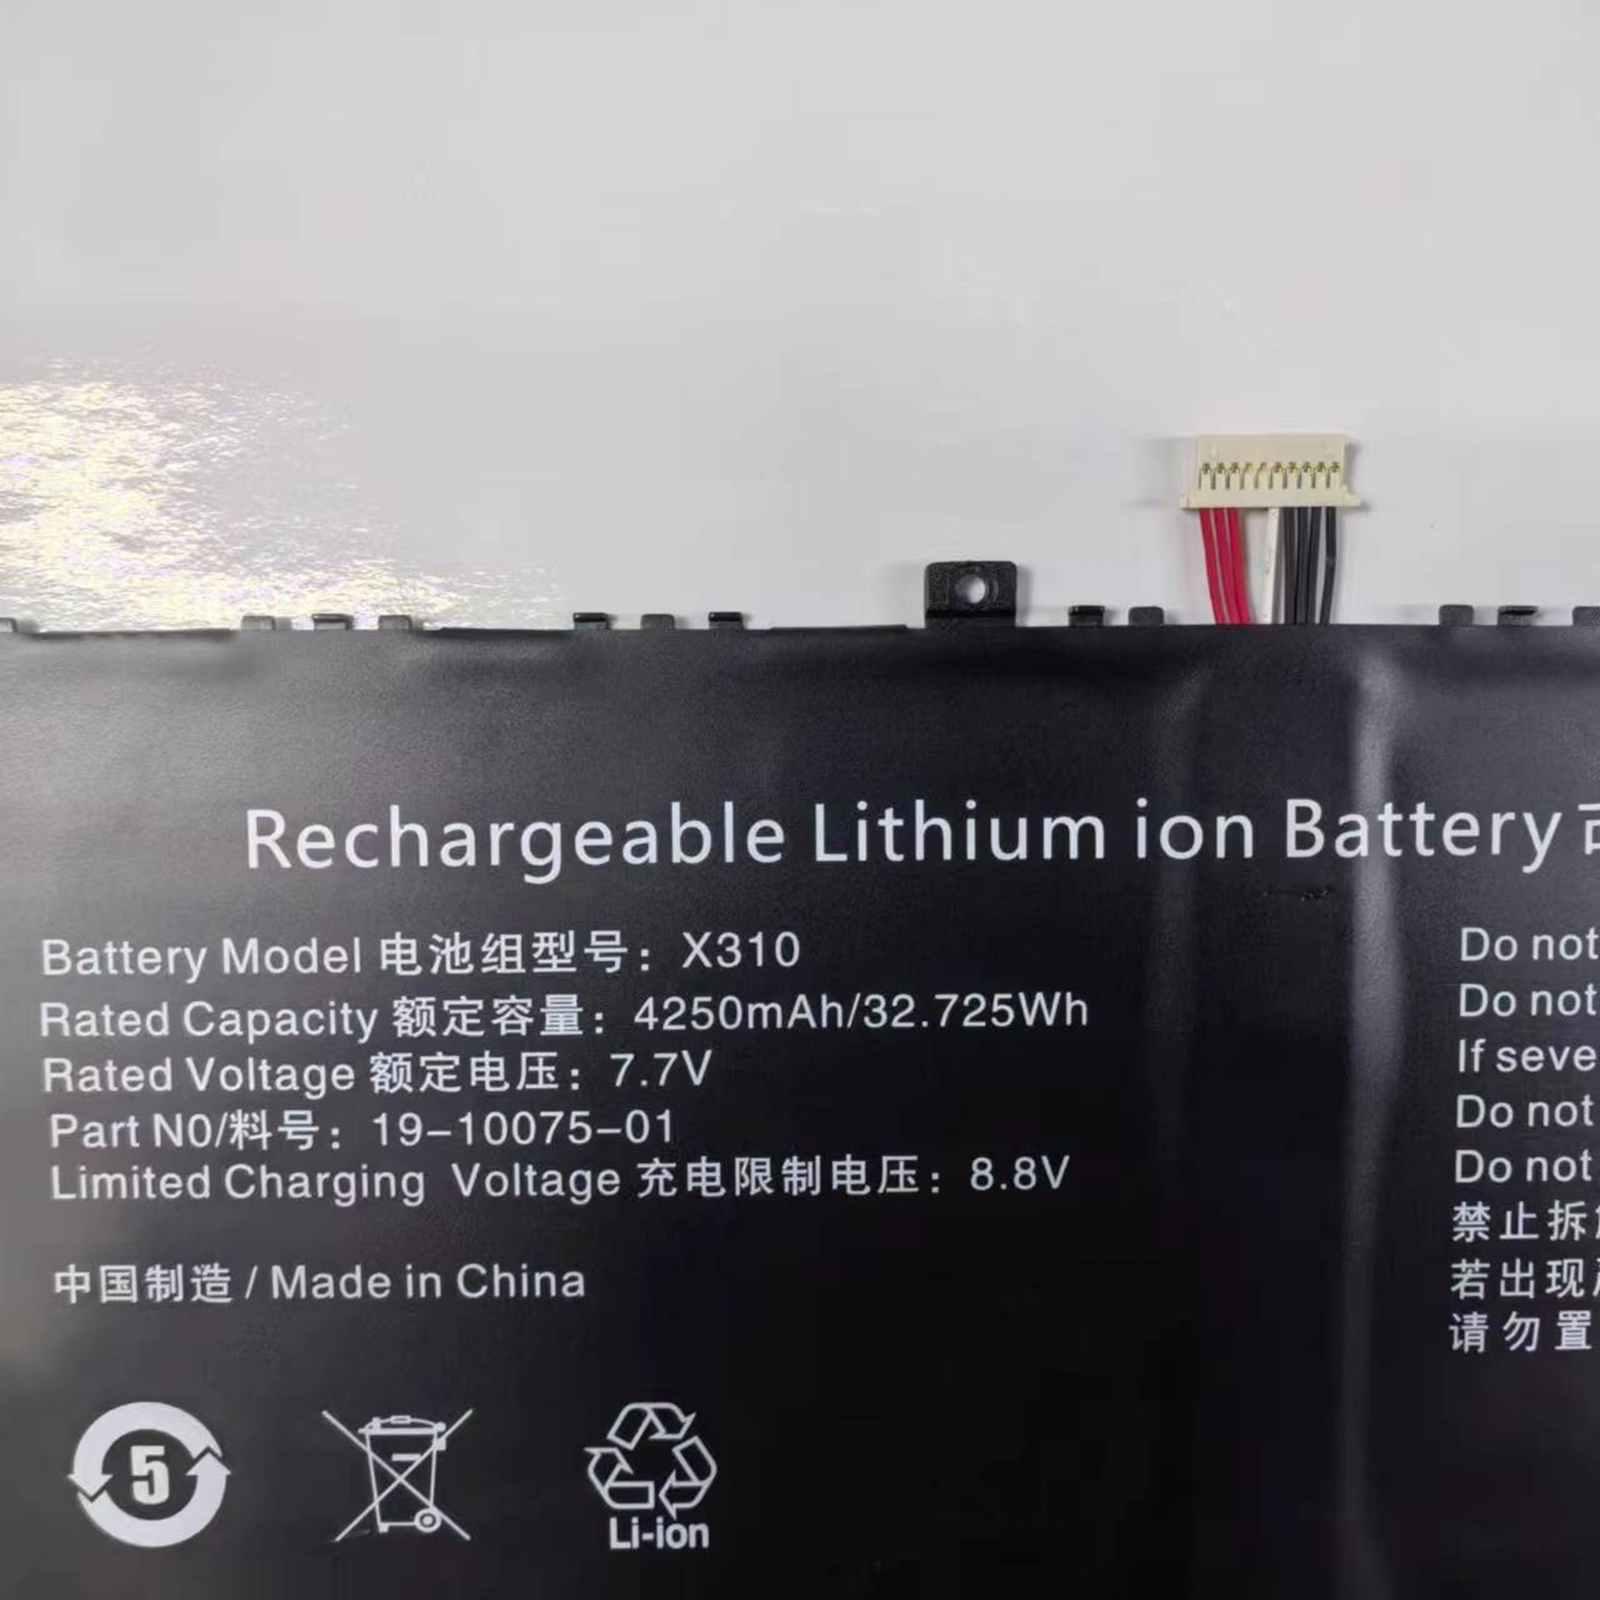 Rechargeable Lithium ion Battery
Battery Model 电池组型号： X310
Rated Capacity 额定容量： 4250mAh/32.725Wh
Rated Voltage 额定电压： 7.7V
Part N0/料号： 19-10075-01
Limited Charging Voltage 充电限制电压： 8.8V
中国制造 / Made in China
5
Li-ion
Do not
Do not
If seve
Do not
Do not
禁止拆
若出现
请勿置